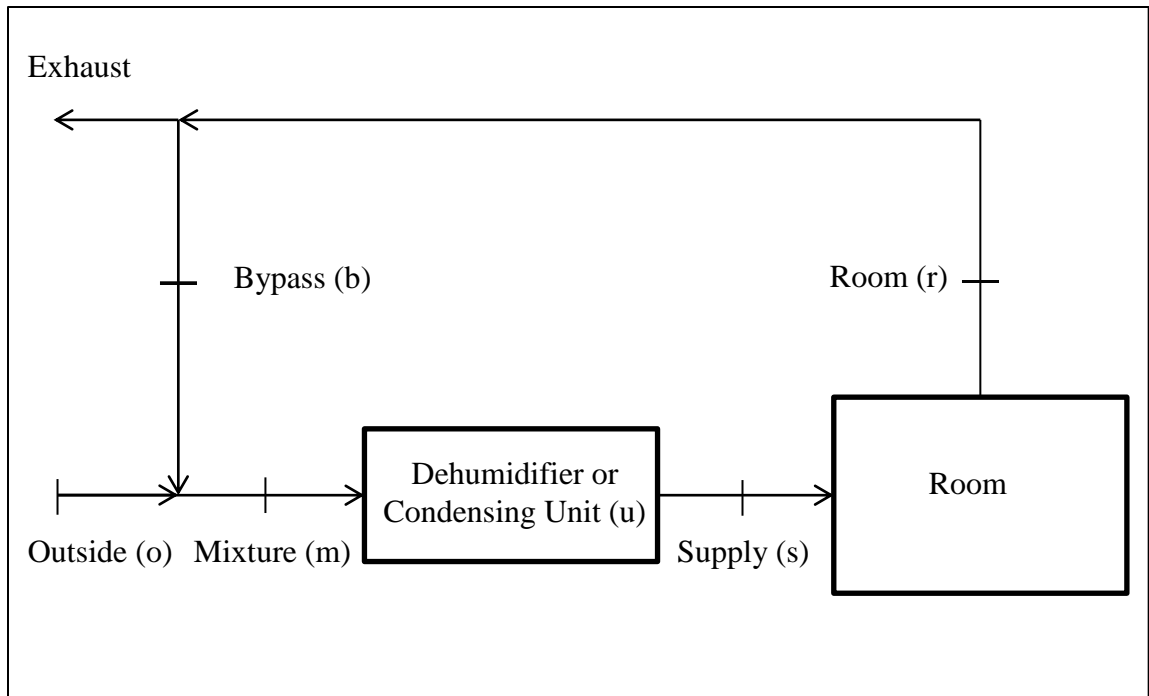 Exhaust
Bypass (b)
Room (r)
Dehumidifier or
Condensing Unit (u)
Room
Outside (o)
Mixture (m)
Supply (s)